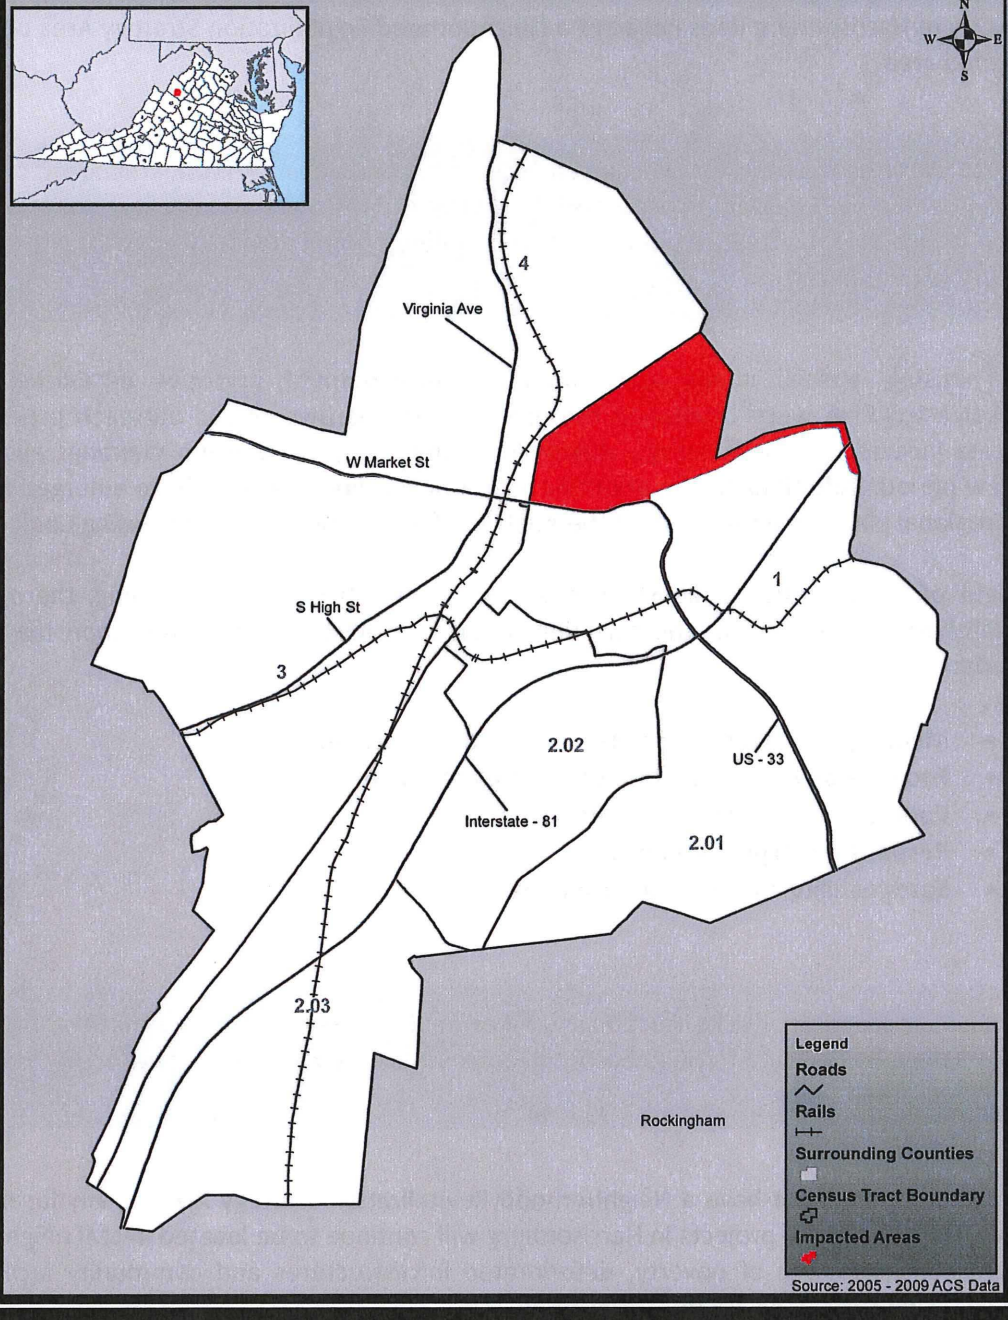 N
W E
S
4
Virginia Ave
W Market St
1
S High St
3
2.02
US - 33
Interstate - 81
2.01
2.03
Rockingham
Legend
Roads
Rails
Surrounding Counties
Census Tract Boundary
Impacted Areas
Source: 2005 - 2009 ACS Data